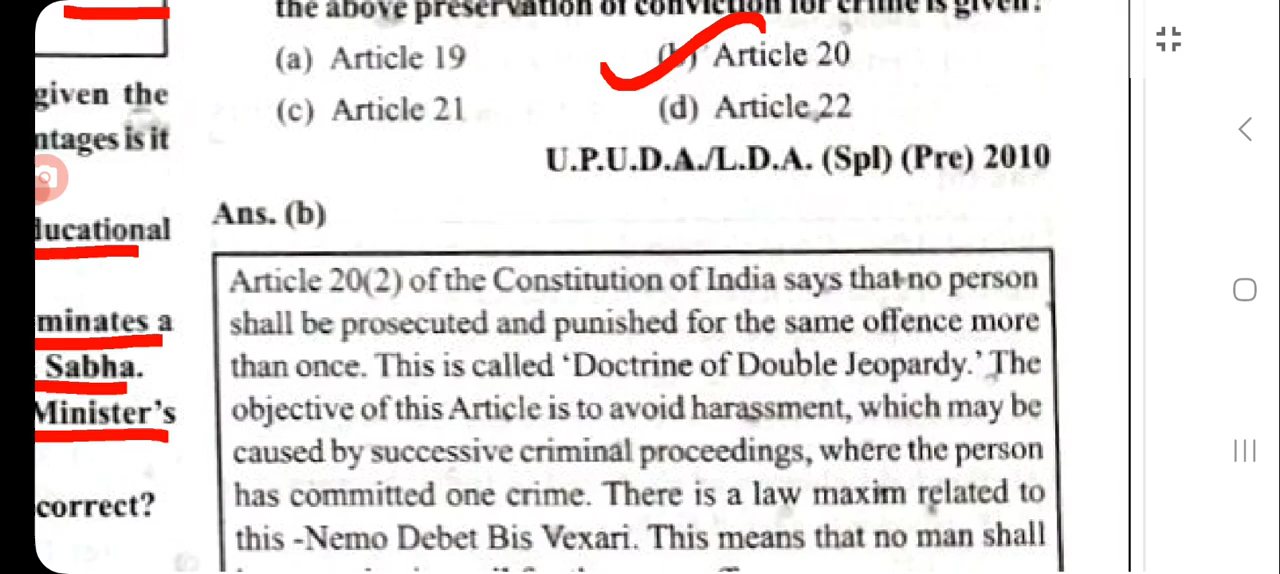 the above preservation of conviction for crime is given?
(a) Article 19
(b) Article 20
(c) Article 21
(d) Article 22
U.P.U.D.A./L.D.A. (Spl) (Pre) 2010
Ans. (b)
Article 20(2) of the Constitution of India says that no person
shall be prosecuted and punished for the same offence more
than once. This is called ‘Doctrine of Double Jeopardy.’ The
objective of this Article is to avoid harassment, which may be
caused by successive criminal proceedings, where the person
has committed one crime. There is a law maxim related to
this -Nemo Debet Bis Vexari. This means that no man shall
given the
ntages is it
lucational
minates a
Sabha.
Minister’s
correct?